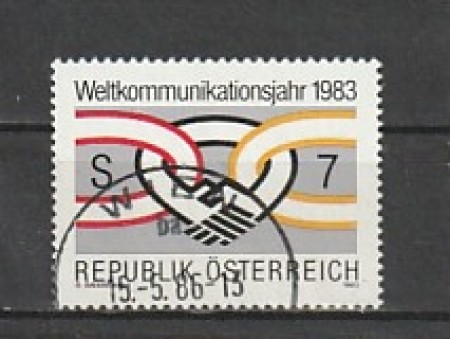 Weltkommunikationsjahr 1983
S 7
W I E N
REPUBLIK ÖSTERREICH
15.-5.86-13